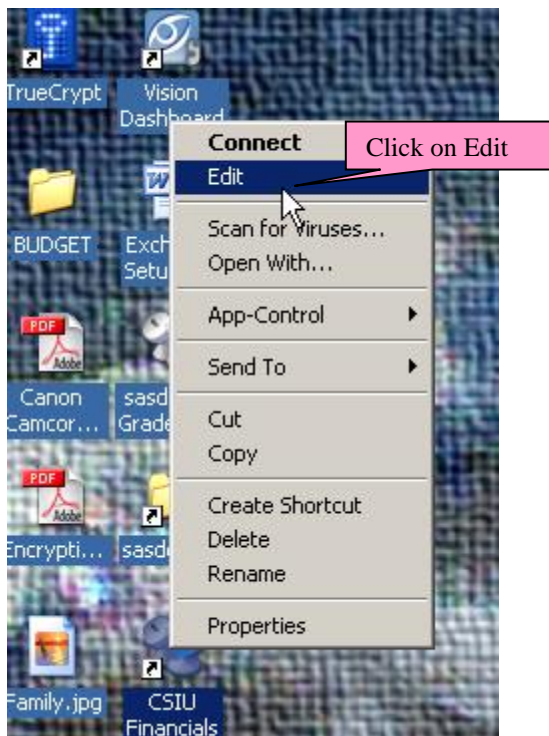 TrueCrypt
Vision
Dashboard
Connect
Click on Edit
Edit
Scan for Viruses...
Open With...
BUDGET
Exch
Setu
App-Control
PDF
Adobe
Send To
Canon
Camcor...
sasd
Grade
Cut
Copy
PDF
Adobe
Create Shortcut
Delete
Rename
Encrypti...
sasd
Properties
Family.jpg
CSIU
Financials